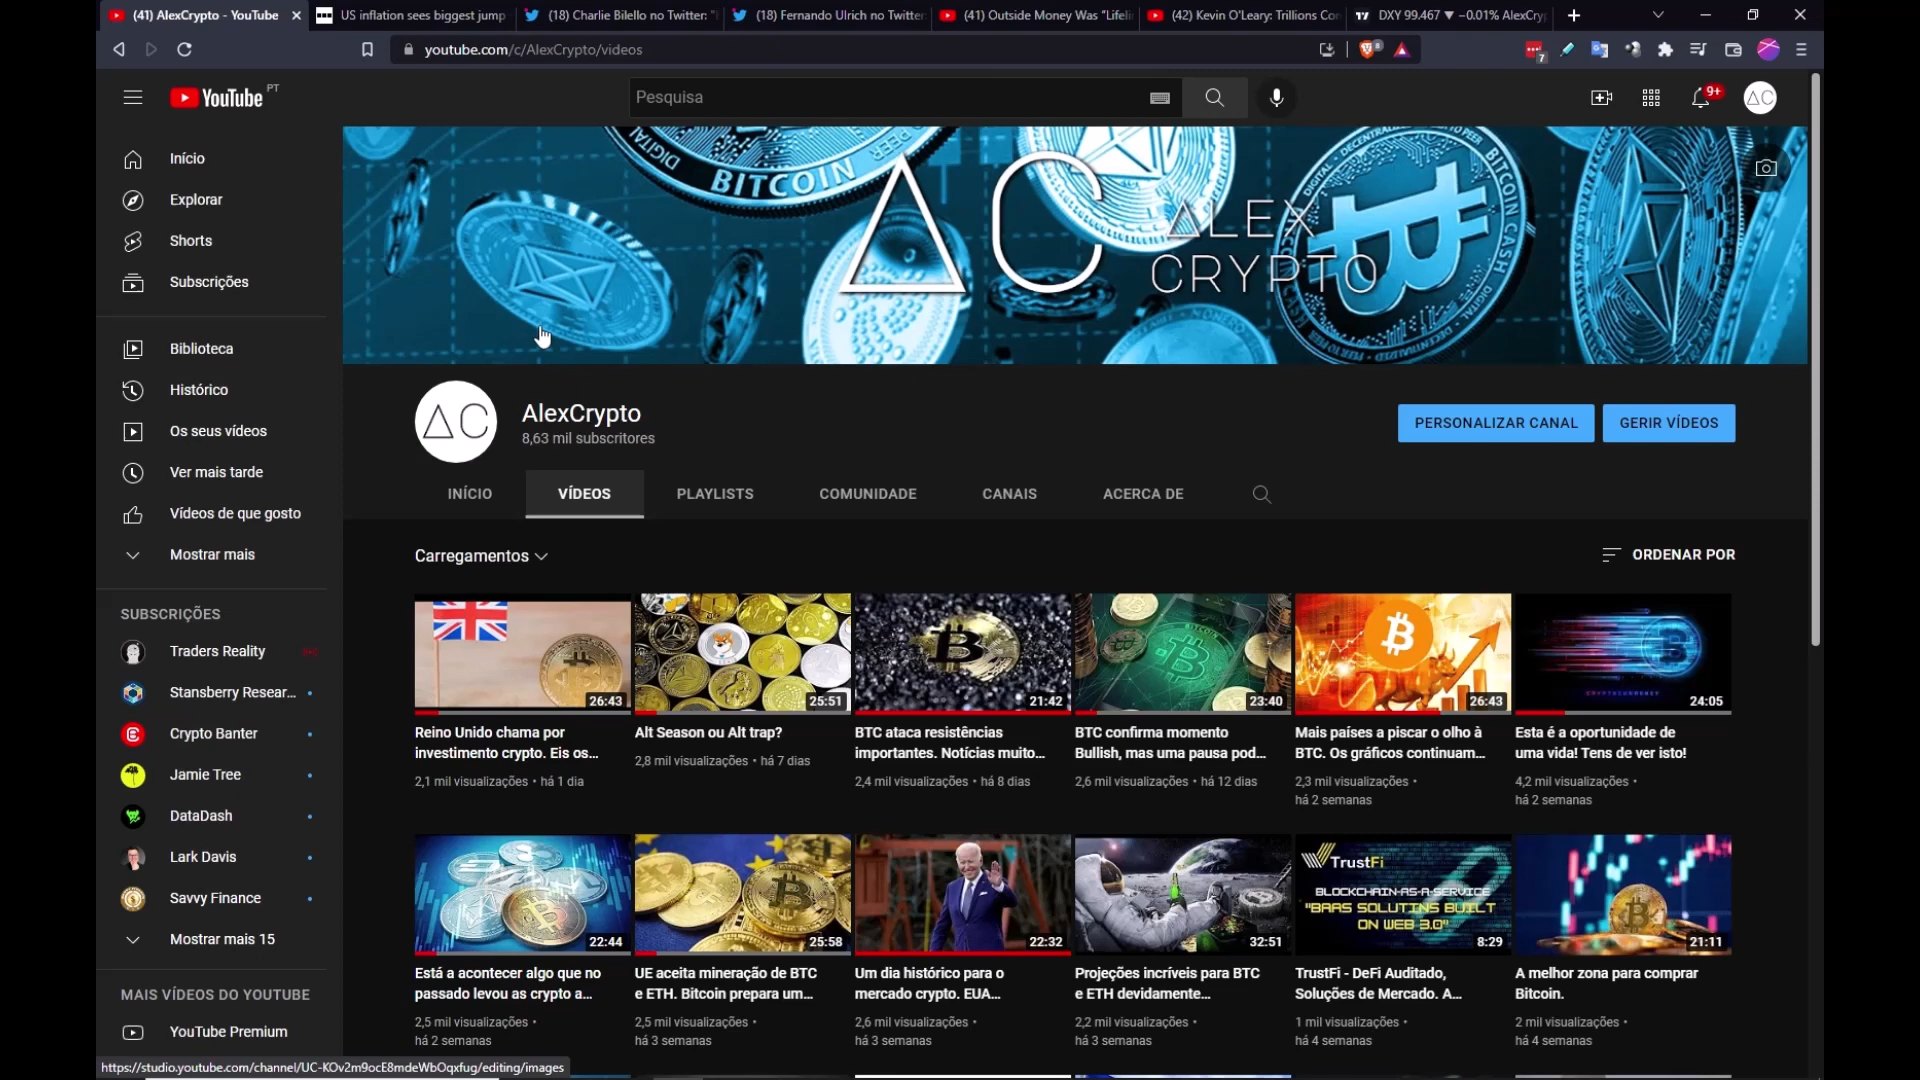 (41) AlexCrypto - YouTube
US inflation sees biggest jump
(18) Charlie Bilello no Twitter: "
(18) Fernando Ulrich no Twitter:
(41) Outside Money Was "Lifeli
(42) Kevin O'Leary: Trillions Co
DXY 99.467 ▼ −0.01% AlexCry
youtube.com/c/AlexCrypto/videos
8
7
YouTube PT
Pesquisa
9+
AC
Início
Explorar
Shorts
Subscrições
Biblioteca
Histórico
Os seus vídeos
Ver mais tarde
Vídeos de que gosto
Mostrar mais
SUBSCRIÇÕES
Traders Reality
Stansberry Resear...
Crypto Banter
Jamie Tree
DataDash
Lark Davis
Savvy Finance
Mostrar mais 15
MAIS VÍDEOS DO YOUTUBE
YouTube Premium
DIGITAL
BITCOIN
DIGITAL
DECENTRALIZED
BITCOIN CASH
AC
ALEX
CRYPTO
AC
AlexCrypto
8,63 mil subscritores
PERSONALIZAR CANAL
GERIR VÍDEOS
INÍCIO
VÍDEOS
PLAYLISTS
COMUNIDADE
CANAIS
ACERCA DE
Carregamentos
ORDENAR POR
26:43
25:51
21:42
BITCOIN
23:40
26:43
CRYPTOCURRENCY
24:05
Reino Unido chama por
investimento crypto. Eis os...
2,1 mil visualizações • há 1 dia
Alt Season ou Alt trap?
2,8 mil visualizações • há 7 dias
BTC ataca resistências
importantes. Notícias muito...
2,4 mil visualizações • há 8 dias
BTC confirma momento
Bullish, mas uma pausa pod...
2,6 mil visualizações • há 12 dias
Mais países a piscar o olho à
BTC. Os gráficos continuam...
2,3 mil visualizações •
há 2 semanas
Esta é a oportunidade de
uma vida! Tens de ver isto!
4,2 mil visualizações •
há 2 semanas
22:44
25:58
22:32
32:51
TrustFi
BLOCKCHAIN-AS-A-SERVICE
"BAAS SOLUTINS BUILT
ON WEB 3.0"
8:29
21:11
Está a acontecer algo que no
passado levou as crypto a...
2,5 mil visualizações •
há 2 semanas
UE aceita mineração de BTC
e ETH. Bitcoin prepara um...
2,5 mil visualizações •
há 3 semanas
Um dia histórico para o
mercado crypto. EUA...
2,6 mil visualizações •
há 3 semanas
Projeções incríveis para BTC
e ETH devidamente...
2,2 mil visualizações •
há 3 semanas
TrustFi - DeFi Auditado,
Soluções de Mercado. A...
1 mil visualizações •
há 4 semanas
A melhor zona para comprar
Bitcoin.
2 mil visualizações •
há 4 semanas
https://studio.youtube.com/channel/UC-KOv2m9ocE8mdeWbOqxfug/editing/images